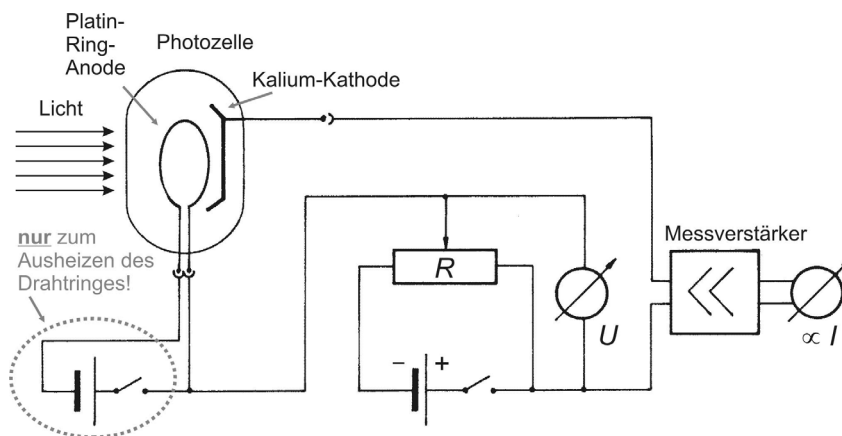 Platin-
Ring-
Anode
Photozelle
Kalium-Kathode
Licht
nur zum
Ausheizen des
Drahtringes!
R
U
Messverstärker
∝ I
− +